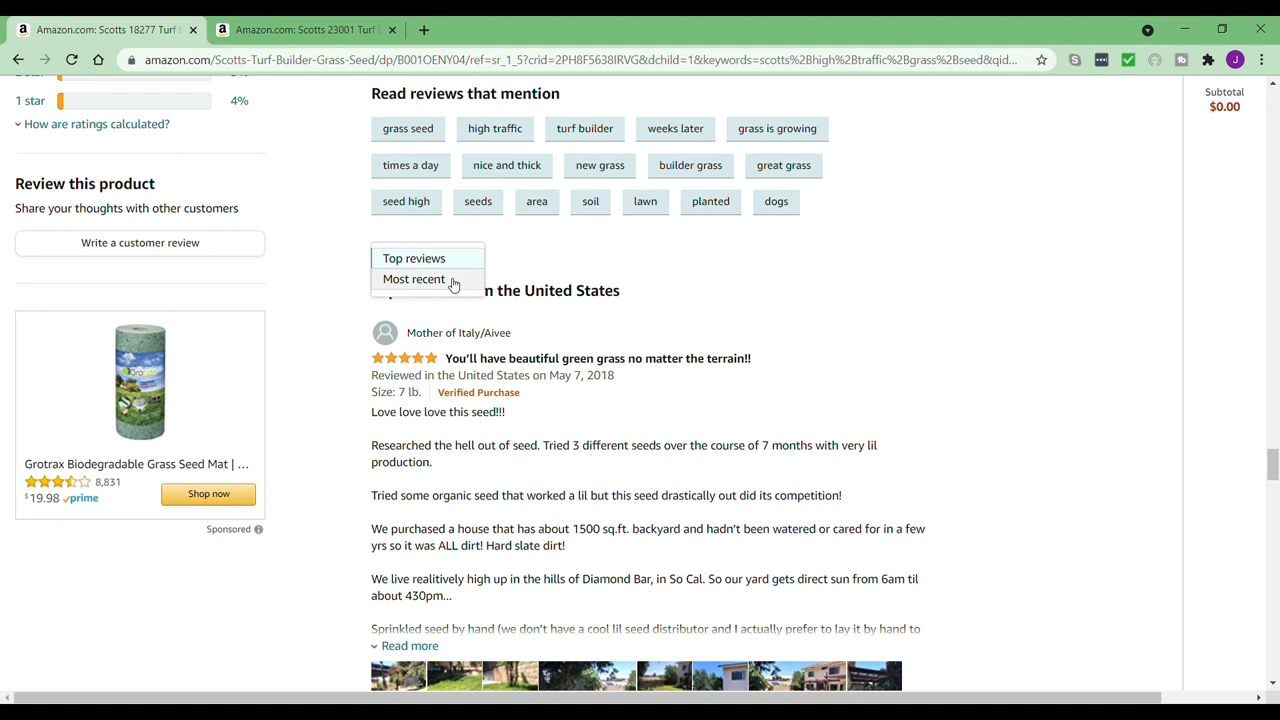 Amazon.com: Scotts 18277 Turf
Amazon.com: Scotts 23001 Turf
amazon.com/Scotts-Turf-Builder-Grass-Seed/dp/B001QENY04/ref=sr_1_5?crid=2PH8F5638IRVG&dchild=1&keywords=scotts%2Bhigh%2Btraffic%2Bgrass%2Bseed&qid...
J
1 star 4%
How are ratings calculated?
Review this product
Share your thoughts with other customers
Write a customer review
Grotrax Biodegradable Grass Seed Mat | ...
8,831
$19.98 prime
Shop now
Sponsored
Read reviews that mention
grass seed high traffic turf builder weeks later grass is growing
times a day nice and thick new grass builder grass great grass
seed high seeds area soil lawn planted dogs
Top reviews
Most recent
n the United States
Mother of Italy/Aivee
You'll have beautiful green grass no matter the terrain!!
Reviewed in the United States on May 7, 2018
Size: 7 lb. Verified Purchase
Love love love this seed!!!
Researched the hell out of seed. Tried 3 different seeds over the course of 7 months with very lil
production.
Tried some organic seed that worked a lil but this seed drastically out did its competition!
We purchased a house that has about 1500 sq.ft. backyard and hadn't been watered or cared for in a few
yrs so it was ALL dirt! Hard slate dirt!
We live realitively high up in the hills of Diamond Bar, in So Cal. So our yard gets direct sun from 6am til
about 430pm...
Sprinkled seed by hand (we don't have a cool lil seed distributor and I actually prefer to lay it by hand to
Read more
Subtotal
$0.00